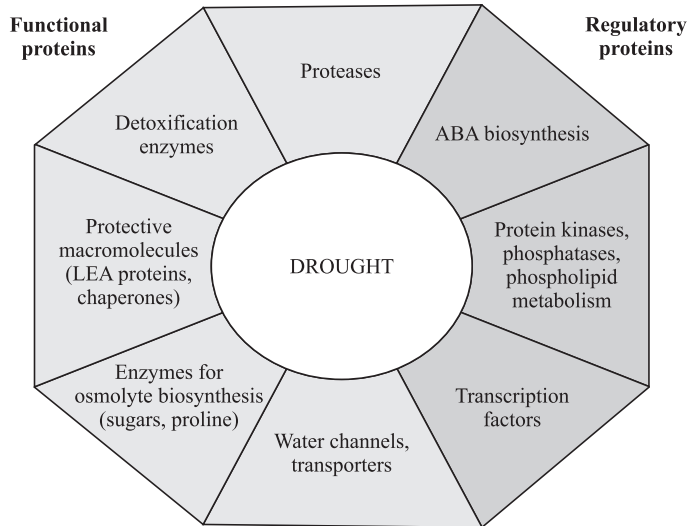 Functional
proteins
Regulatory
proteins
Proteases
Detoxification
enzymes
ABA biosynthesis
Protective
macromolecules
(LEA proteins,
chaperones)
DROUGHT
Protein kinases,
phosphatases,
phospholipid
metabolism
Enzymes for
osmolyte biosynthesis
(sugars, proline)
Transcription
factors
Water channels,
transporters